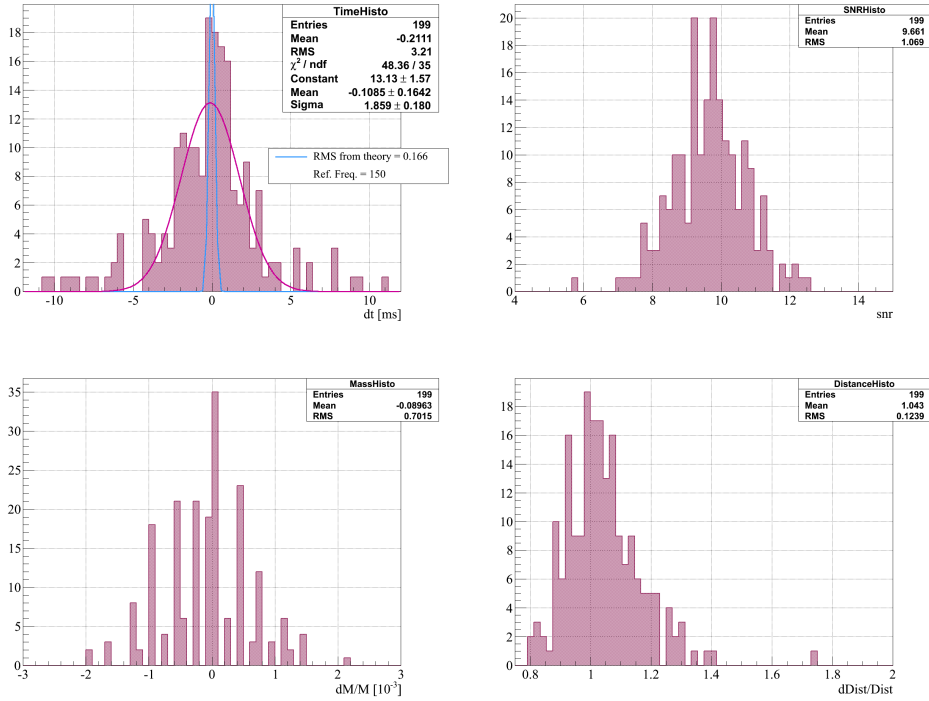 TimeHisto
Entries 199
Mean -0.2111
RMS 3.21
χ² / ndf 48.36 / 35
Constant 13.13 ± 1.57
Mean -0.1085 ± 0.1642
Sigma 1.859 ± 0.180
RMS from theory = 0.166
Ref. Freq. = 150
18
16
14
12
10
8
6
4
2
0
-10 -5 0 5 10
dt [ms]
SNRHisto
Entries 199
Mean 9.661
RMS 1.069
20
18
16
14
12
10
8
6
4
2
0
4 6 8 10 12 14
snr
MassHisto
Entries 199
Mean -0.08963
RMS 0.7015
35
30
25
20
15
10
5
0
-3 -2 -1 0 1 2 3
dM/M [10⁻³]
DistanceHisto
Entries 199
Mean 1.043
RMS 0.1239
18
16
14
12
10
8
6
4
2
0
0.8 1 1.2 1.4 1.6 1.8 2
dDist/Dist